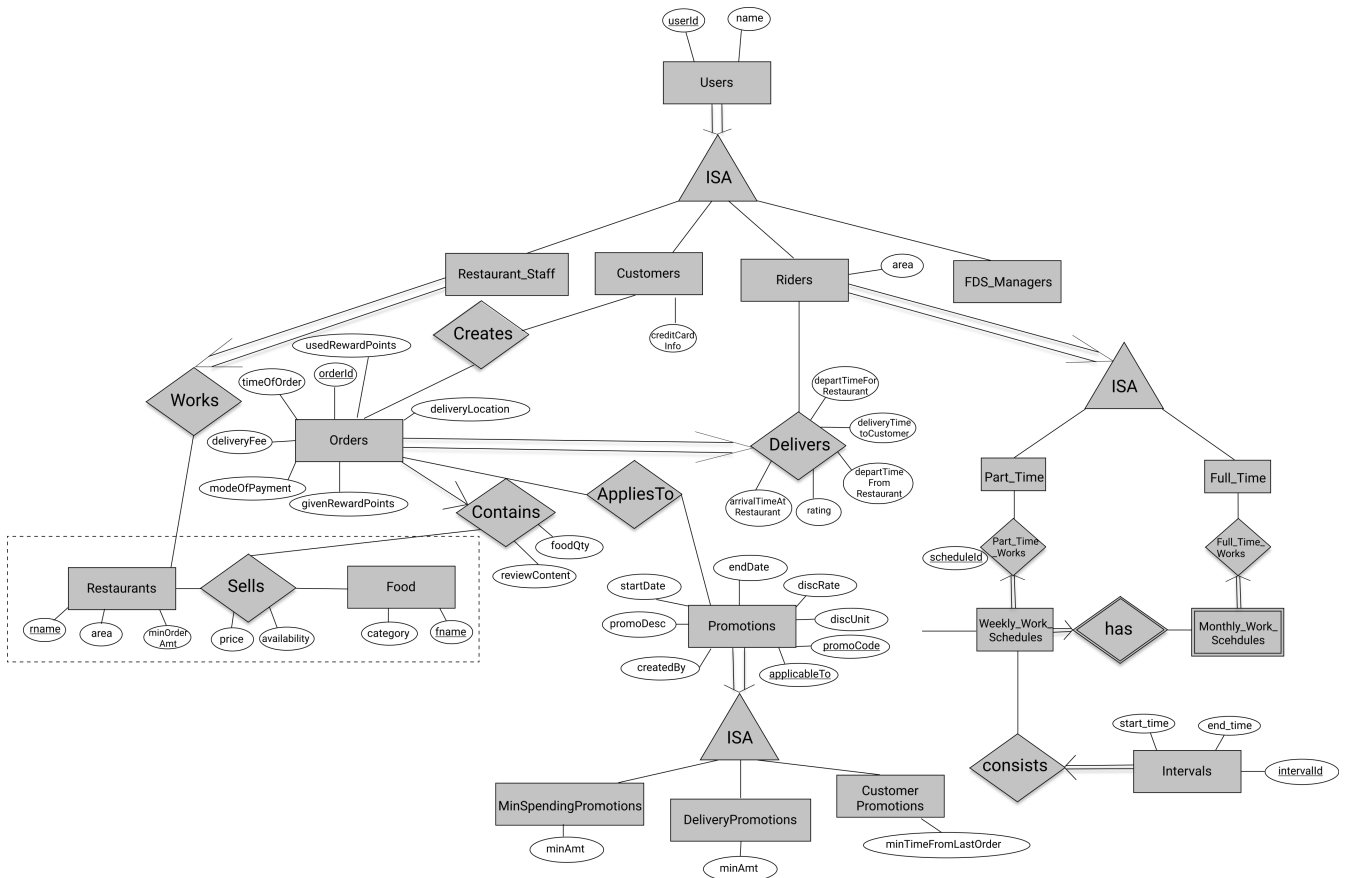 userId
name
Users
ISA
Restaurant_Staff
Customers
Riders
area
FDS_Managers
Creates
creditCard
Info
usedRewardPoints
orderId
timeOfOrder
deliveryLocation
Works
Orders
deliveryFee
modeOfPayment
givenRewardPoints
departTimeFor
Restaurant
deliveryTime
toCustomer
Delivers
departTime
From
Restaurant
arrivalTimeAt
Restaurant
rating
ISA
Part_Time
Full_Time
AppliesTo
Contains
foodQty
reviewContent
scheduleId
Part_Time
_Works
Full_Time_
Works
Restaurants
Sells
Food
rname
area
minOrder
Amt
price
availability
category
fname
endDate
startDate
discRate
promoDesc
Promotions
discUnit
promoCode
createdBy
applicableTo
Weekly_Work_
Schedules
has
Monthly_Work_
Scehdules
ISA
start_time
end_time
consists
Intervals
intervalId
MinSpendingPromotions
DeliveryPromotions
Customer
Promotions
minAmt
minAmt
minTimeFromLastOrder